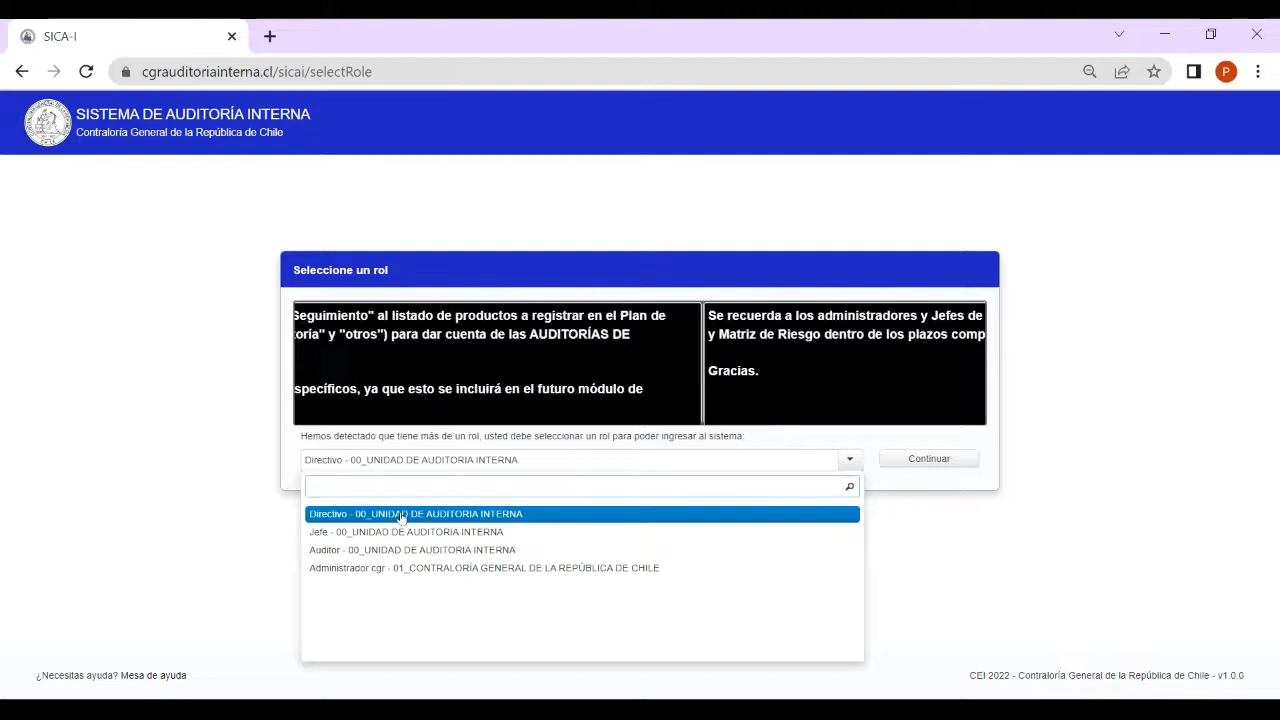 SICA-I
cgrauditoriainterna.cl/sicai/selectRole
P
SISTEMA DE AUDITORÍA INTERNA
Contraloría General de la República de Chile
Seleccione un rol
Seguimiento" al listado de productos a registrar en el Plan de
toría" y "otros") para dar cuenta de las AUDITORÍAS DE
specíficos, ya que esto se incluirá en el futuro módulo de
Se recuerda a los administradores y Jefes de
y Matriz de Riesgo dentro de los plazos comp
Gracias.
Hemos detectado que tiene más de un rol, usted debe seleccionar un rol para poder ingresar al sistema:
Directivo - 00_UNIDAD DE AUDITORIA INTERNA
Continuar
Directivo - 00_UNIDAD DE AUDITORIA INTERNA
Jefe - 00_UNIDAD DE AUDITORIA INTERNA
Auditor - 00_UNIDAD DE AUDITORIA INTERNA
Administrador cgr - 01_CONTRALORÍA GENERAL DE LA REPÚBLICA DE CHILE
¿Necesitas ayuda? Mesa de ayuda
CEI 2022 - Contraloría General de la República de Chile - v1.0.0